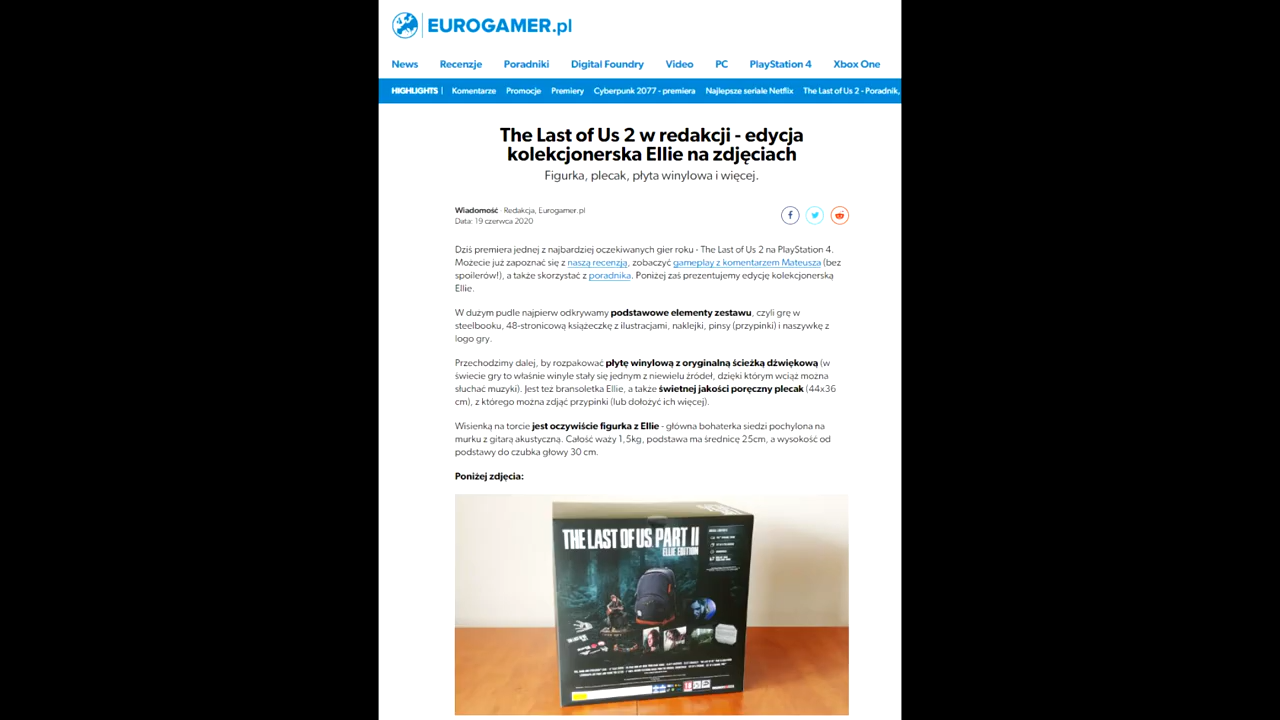 EUROGAMER.pl
News Recenzje Poradniki Digital Foundry Video PC PlayStation 4 Xbox One
HIGHLIGHTS | Komentarze Promocje Premiery Cyberpunk 2077 - premiera Najlepsze seriale Netflix The Last of Us 2 - Poradnik,
The Last of Us 2 w redakcji - edycja
kolekcjonerska Ellie na zdjęciach
Figurka, plecak, płyta winylowa i więcej.
Wiadomość · Redakcja, Eurogamer.pl
Data: 19 czerwca 2020
Dziś premiera jednej z najbardziej oczekiwanych gier roku - The Last of Us 2 na PlayStation 4.
Możecie już zapoznać się z naszą recenzją, zobaczyć gameplay z komentarzem Mateusza (bez
spoilerów!), a także skorzystać z poradnika. Poniżej zaś prezentujemy edycję kolekcjonerską
Ellie.
W dużym pudle najpierw odkrywamy podstawowe elementy zestawu, czyli grę w
steelbooku, 48-stronicową książeczkę z ilustracjami, naklejki, pinsy (przypinki) i naszywkę z
logo gry.
Przechodzimy dalej, by rozpakować płytę winylową z oryginalną ścieżką dźwiękową (w
świecie gry to właśnie winyle stały się jednym z niewielu źródeł, dzięki którym wciąż można
słuchać muzyki). Jest też bransoletka Ellie, a także świetnej jakości poręczny plecak (44x36
cm), z którego można zdjąć przypinki (lub dołożyć ich więcej).
Wisienką na torcie jest oczywiście figurka z Ellie - główna bohaterka siedzi pochylona na
murku z gitarą akustyczną. Całość waży 1,5kg, podstawa ma średnicę 25cm, a wysokość od
podstawy do czubka głowy 30 cm.
Poniżej zdjęcia:
THE LAST OF US PART II
ELLIE EDITION